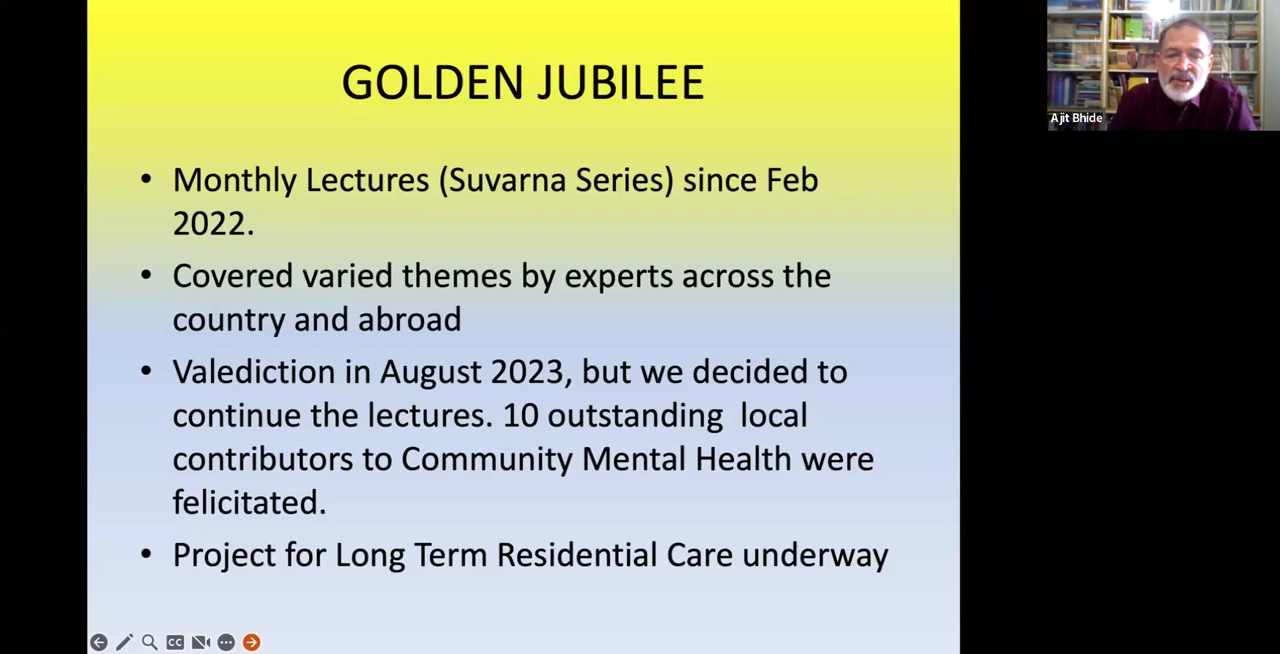 GOLDEN JUBILEE
• Monthly Lectures (Suvarna Series) since Feb
2022.
• Covered varied themes by experts across the
country and abroad
• Valediction in August 2023, but we decided to
continue the lectures. 10 outstanding  local
contributors to Community Mental Health were
felicitated.
• Project for Long Term Residential Care underway
Ajit Bhide
CC